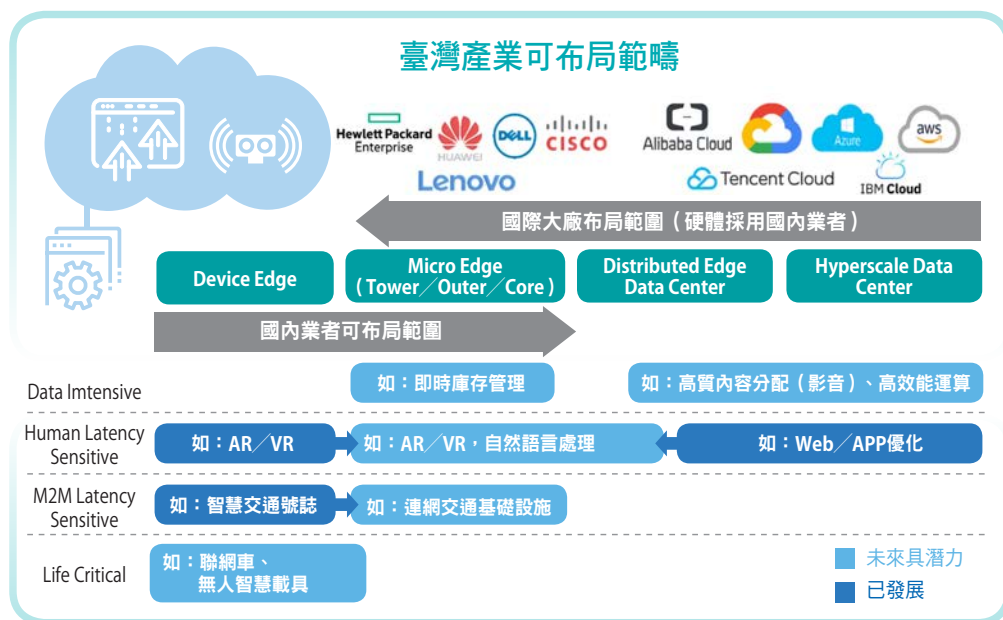 臺灣產業可布局範疇
Hewlett Packard
Enterprise
HUAWEI
DELL
CISCO
Lenovo
Alibaba Cloud
Azure
aws
Tencent Cloud
IBM Cloud
國際大廠布局範圍（硬體採用國內業者）
Device Edge
Micro Edge
（Tower／Outer／Core）
Distributed Edge
Data Center
Hyperscale Data
Center
國內業者可布局範圍
Data Imtensive
如：即時庫存管理
如：高質內容分配（影音）、高效能運算
Human Latency
Sensitive
如：AR／VR
如：AR／VR，自然語言處理
如：Web／APP優化
M2M Latency
Sensitive
如：智慧交通號誌
如：連網交通基礎設施
Life Critical
如：聯網車、
無人智慧載具
未來具潛力
已發展